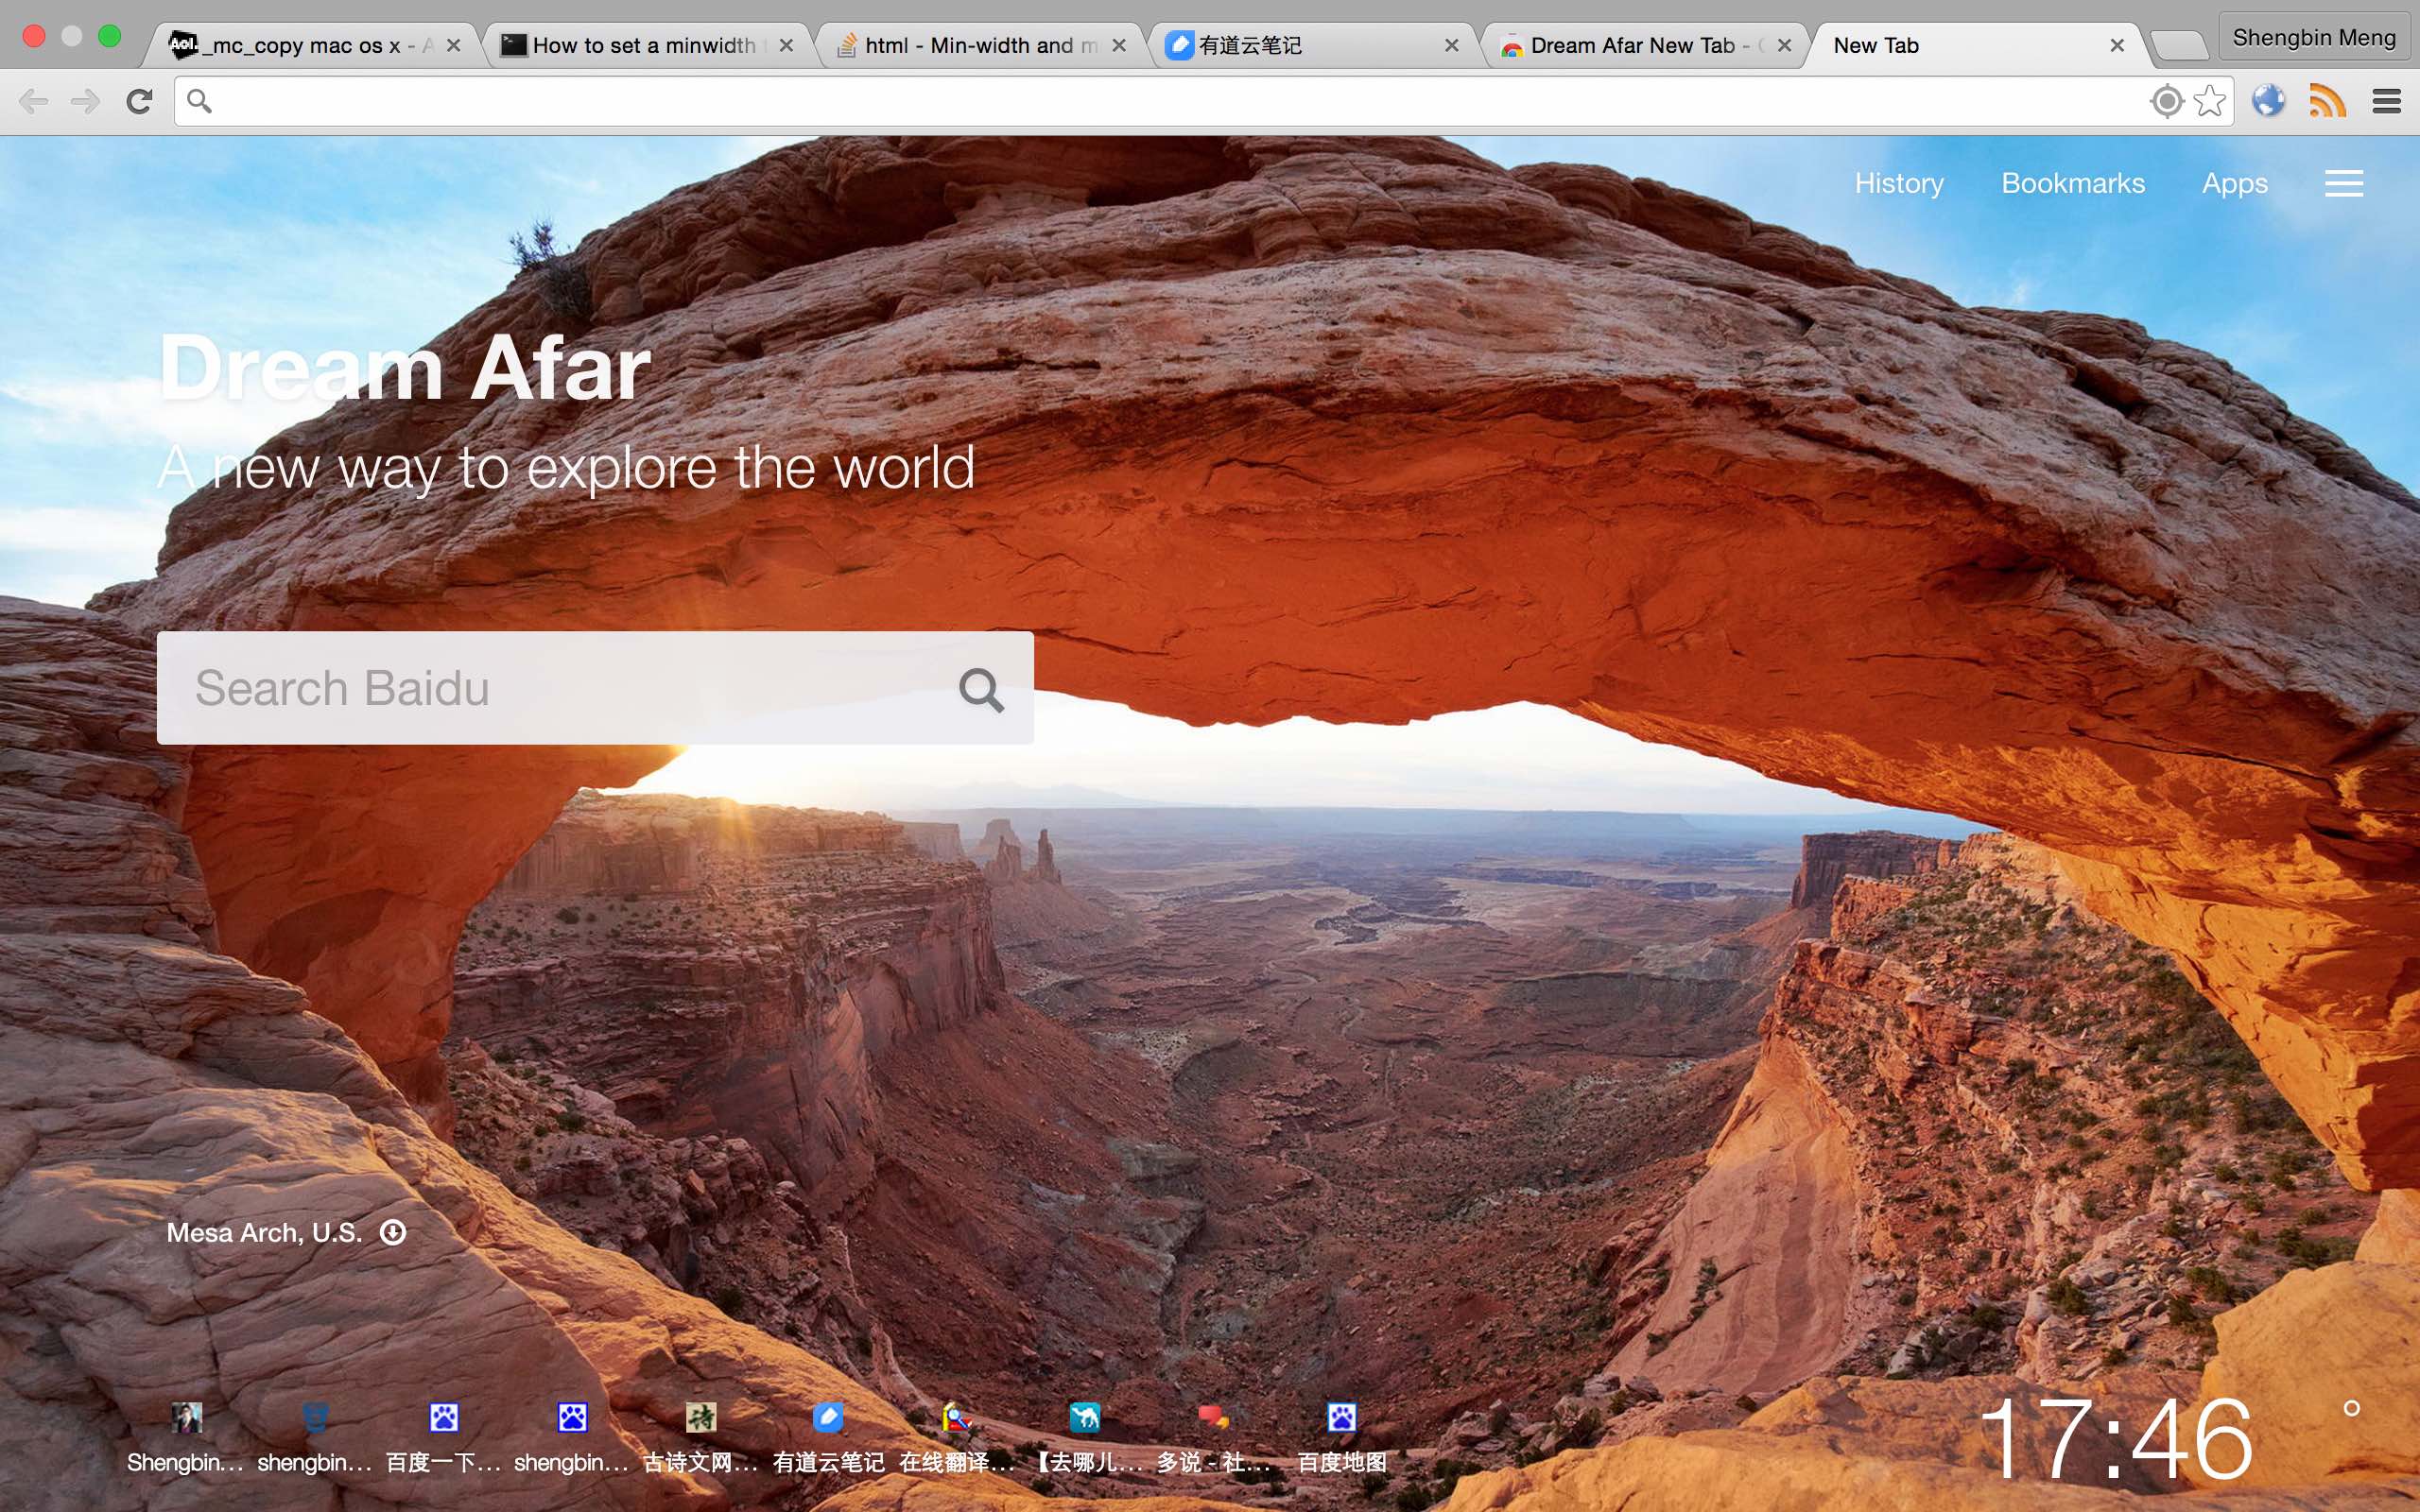 Aol.
_mc_copy mac os x - A
How to set a minwidth
html - Min-width and m
有道云笔记
Dream Afar New Tab -
New Tab
Shengbin Meng
History
Bookmarks
Apps
Dream Afar
A new way to explore the world
Search Baidu
Mesa Arch, U.S.
诗
Shengbin...
shengbin...
百度一下...
shengbin...
古诗文网...
有道云笔记
在线翻译...
【去哪儿...
多说 - 社...
百度地图
17:46
°